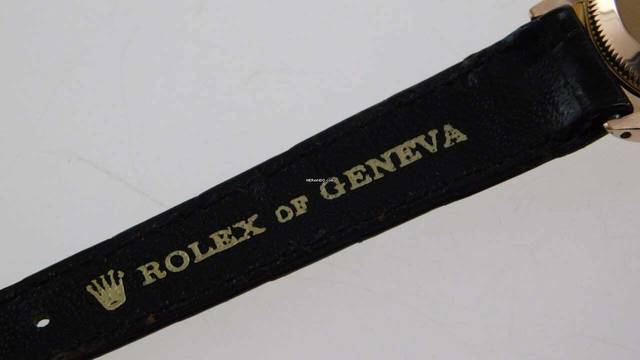 ROLEX OF GENEVA